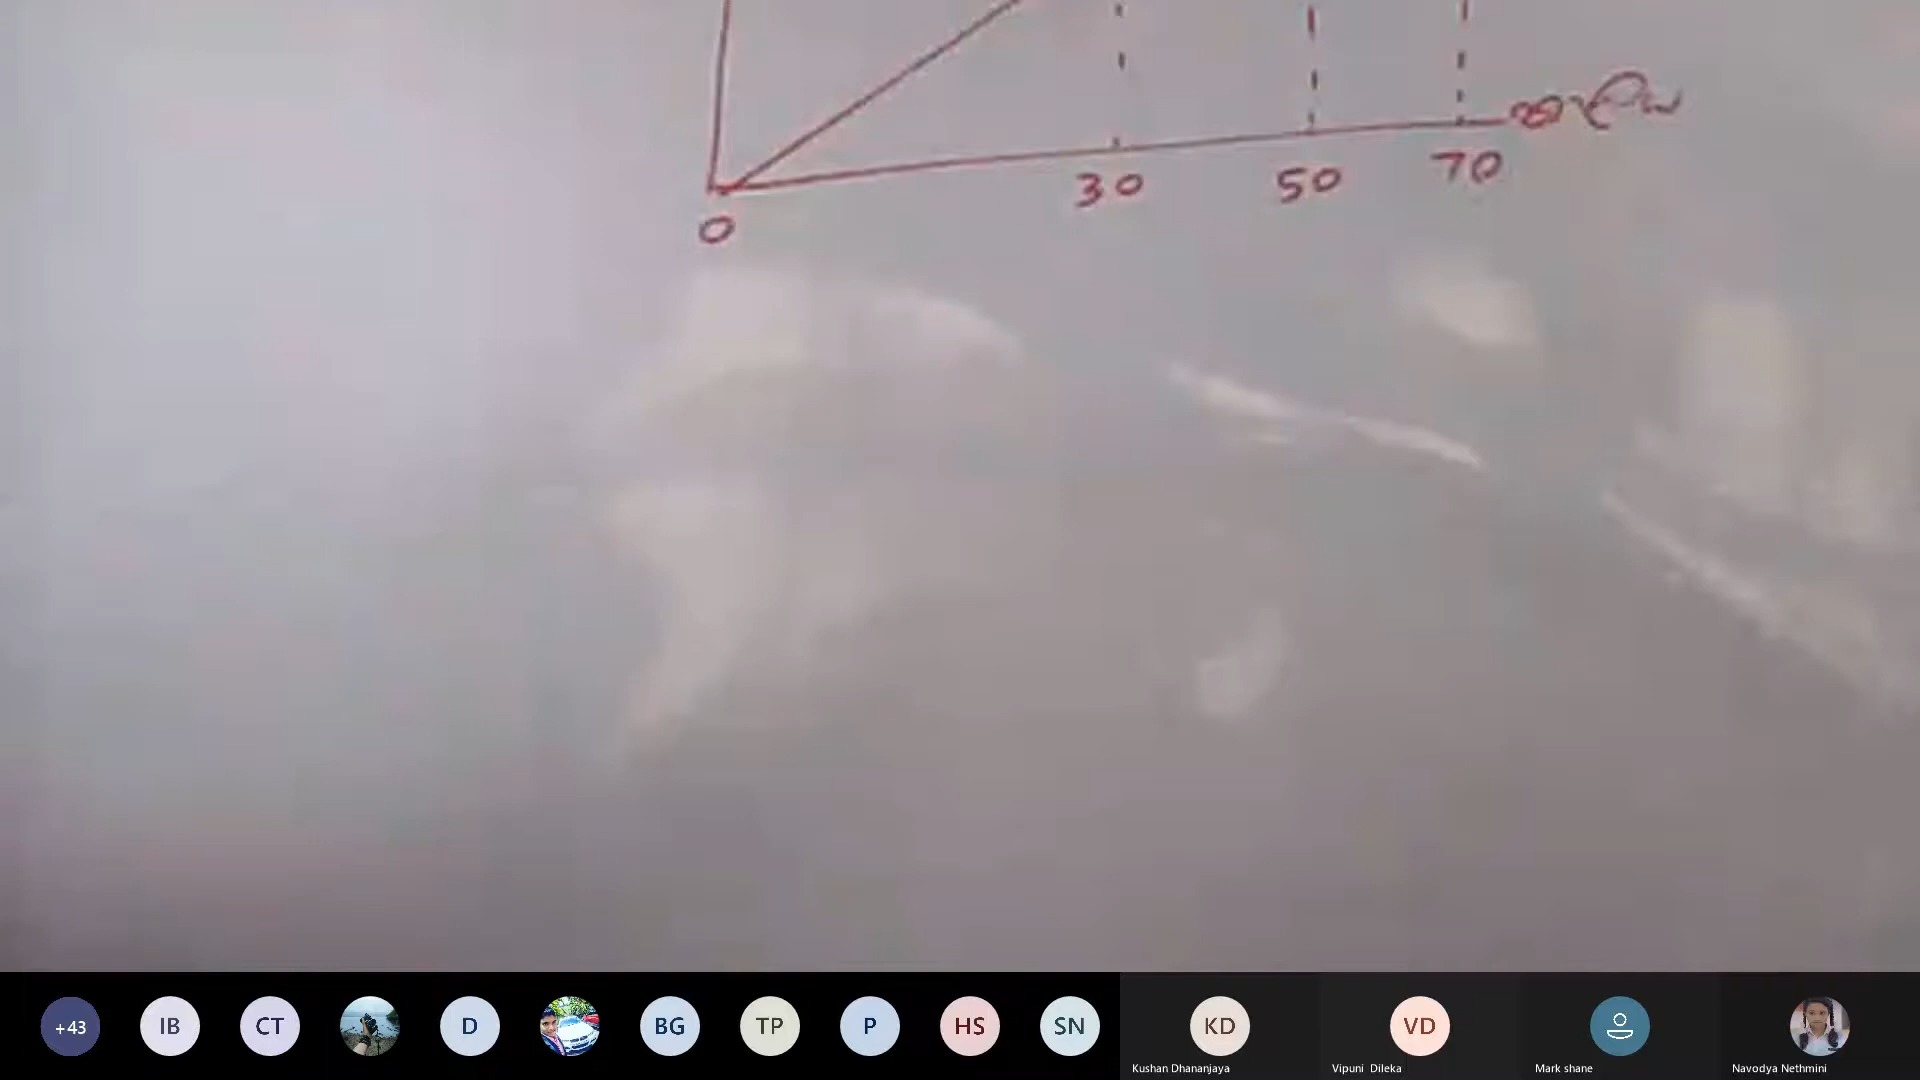 30 50 70 කාලය
0
+43 IB CT D BG TP P HS SN KD VD
Kushan Dhananjaya Vipuni Dileka Mark shane Navodya Nethmini